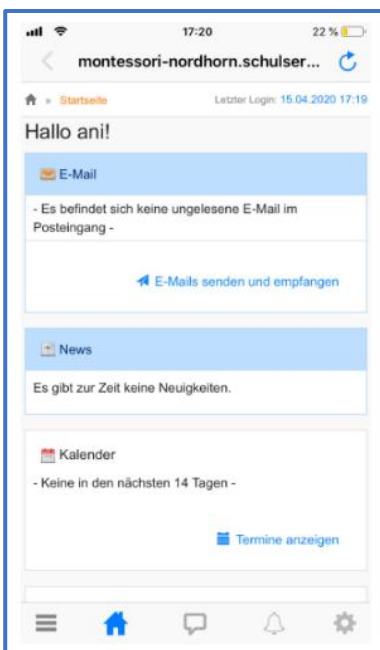 17:20 22 %
montessori-nordhorn.schulser...
» Startseite Letzter Login: 15.04.2020 17:19
Hallo ani!
E-Mail
- Es befindet sich keine ungelesene E-Mail im
Posteingang -
E-Mails senden und empfangen
News
Es gibt zur Zeit keine Neuigkeiten.
Kalender
- Keine in den nächsten 14 Tagen -
Termine anzeigen